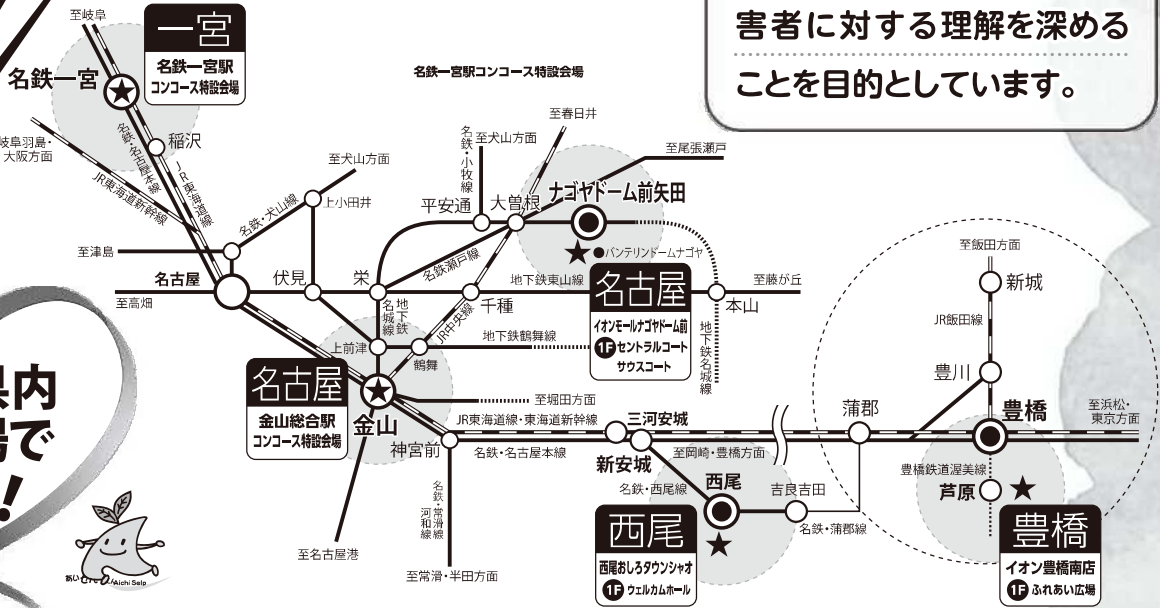 害者に対する理解を深める
ことを目的としています。
至岐阜
一宮
名鉄一宮駅
コンコース特設会場
名鉄一宮
名鉄一宮駅コンコース特設会場
稲沢
名鉄・名古屋本線
JR東海道線
岐阜羽島・
大阪方面
JR東海道新幹線
至犬山方面
上小田井
名鉄・犬山線
至津島
名古屋
至高畑
伏見
栄
名鉄・小牧線
至犬山方面
至春日井
至尾張瀬戸
平安通
大曽根
ナゴヤドーム前矢田
★
●バンテリンドームナゴヤ
名鉄瀬戸線
地下鉄東山線
至藤が丘
千種
本山
地下鉄
名城線
JR中央線
地下鉄鶴舞線
地下鉄名城線
上前津
鶴舞
名古屋
イオンモールナゴヤドーム前
1F セントラルコート
サウスコート
名古屋
金山総合駅
コンコース特設会場
金山
至堀田方面
JR東海道線・東海道新幹線
神宮前
名鉄・名古屋本線
三河安城
新安城
至岡崎・豊橋方面
名鉄・常滑線
河和線
至名古屋港
至常滑・半田方面
名鉄・西尾線
西尾
★
吉良吉田
名鉄・蒲郡線
蒲郡
西尾
西尾おしろタウンシャオ
1F ウェルカムホール
至飯田方面
新城
JR飯田線
豊川
豊橋
至浜松・
東京方面
豊橋鉄道渥美線
芦原
★
豊橋
イオン豊橋南店
1F ふれあい広場
県内
場で
!
Aichi Selp